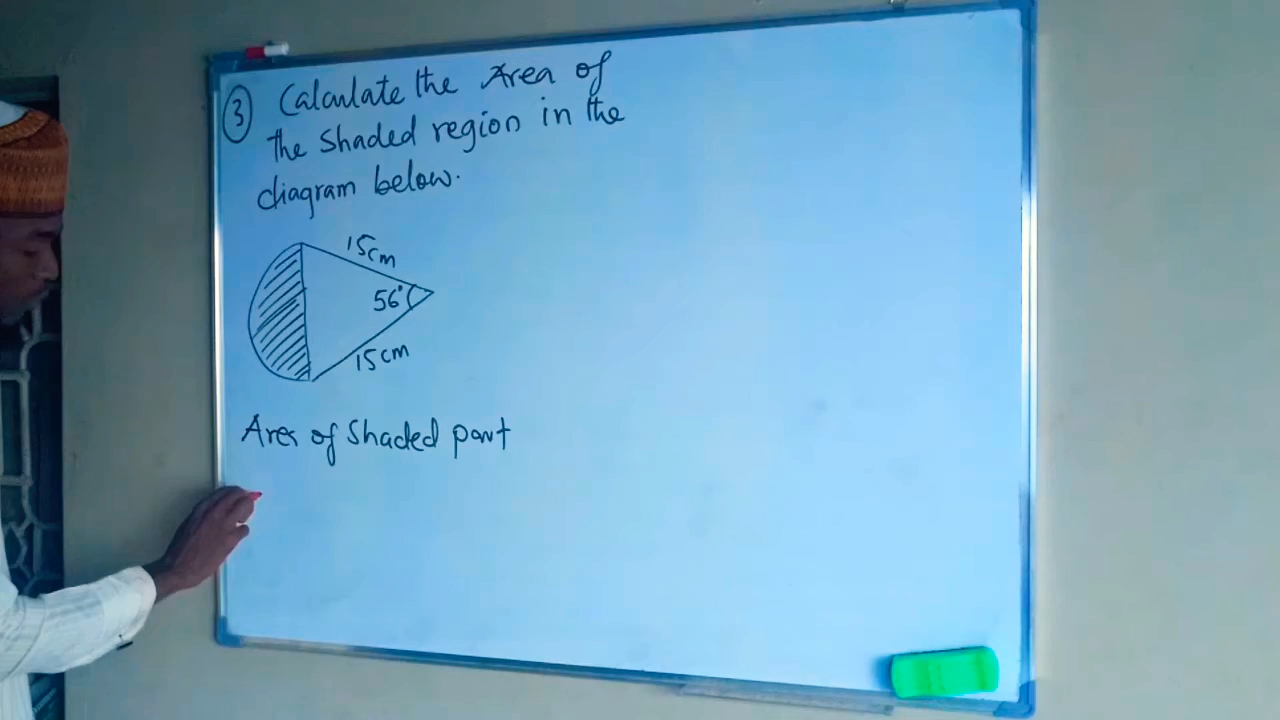 ③ Calculate the Area of
the shaded region in the
diagram below.
15cm
56°
15cm
Area of Shaded part